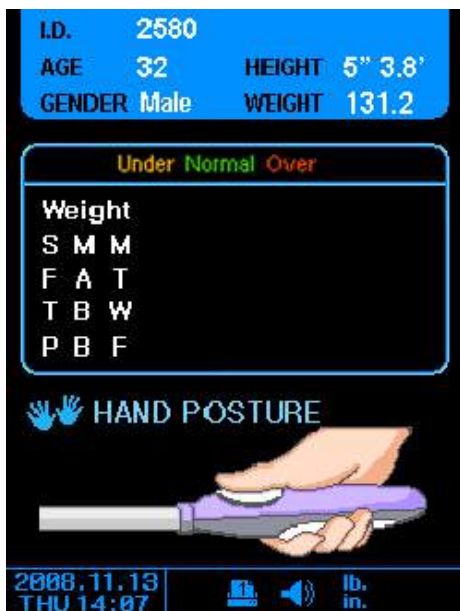 I.D. 2580
AGE 32 HEIGHT 5" 3.8'
GENDER Male WEIGHT 131.2
Under Normal Over
Weight
S M M
F A T
T B W
P B F
HAND POSTURE
2008.11.13
THU 14:07
1
lb.
in.